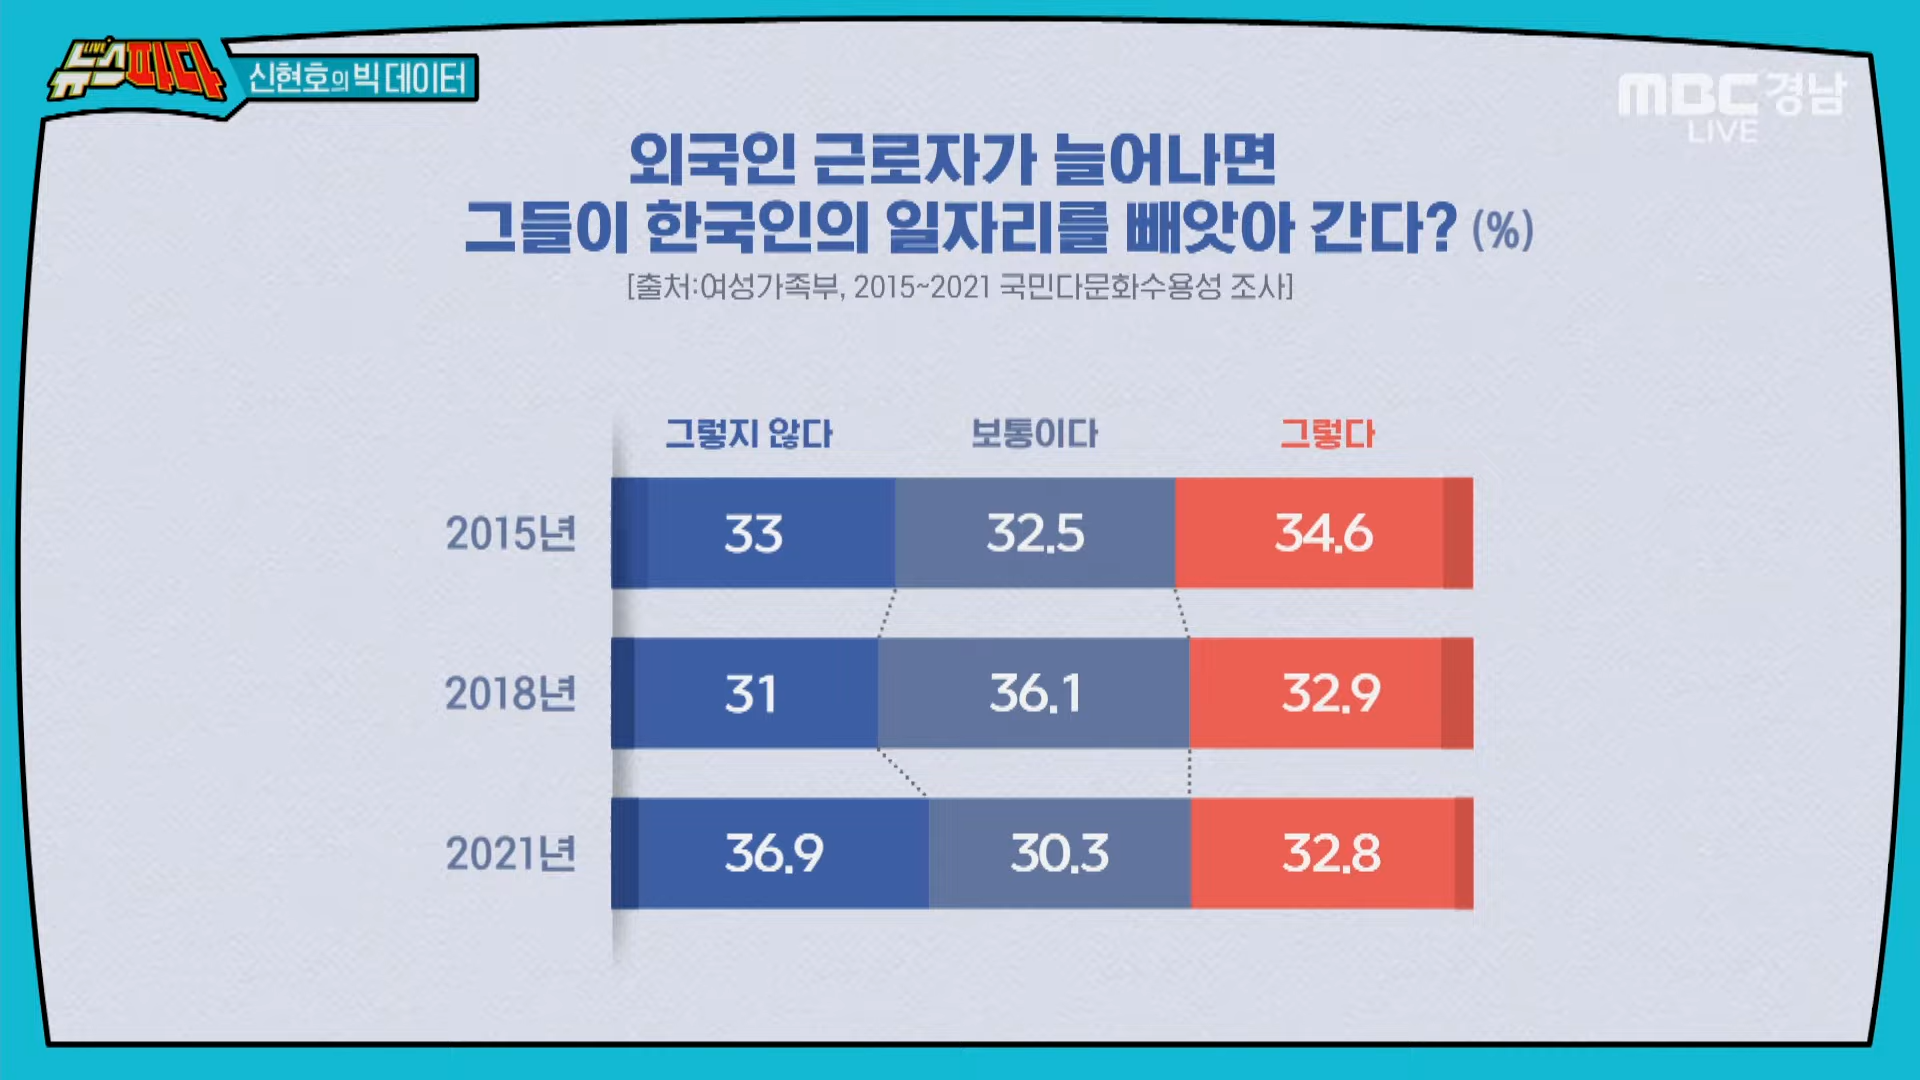 LIVE
뉴스파다
신현호의 빅 데이터
MBC경남
LIVE
외국인 근로자가 늘어나면
그들이 한국인의 일자리를 빼앗아 간다? (%)
[출처:여성가족부, 2015~2021 국민다문화수용성 조사]
그렇지 않다 보통이다 그렇다
2015년 33 32.5 34.6
2018년 31 36.1 32.9
2021년 36.9 30.3 32.8